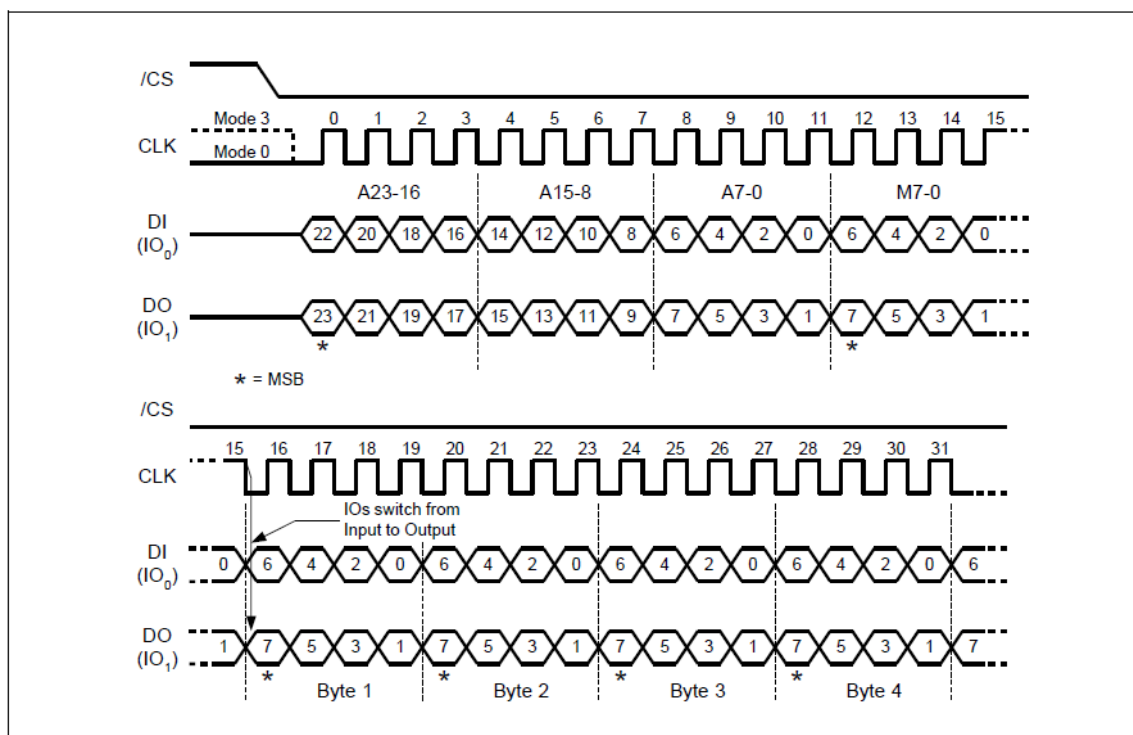 /CS
Mode 3 0 1 2 3 4 5 6 7 8 9 10 11 12 13 14 15
CLK
Mode 0
A23-16 A15-8 A7-0 M7-0
DI
(IO0) 22 20 18 16 14 12 10 8 6 4 2 0 6 4 2 0
DO
(IO1) 23 21 19 17 15 13 11 9 7 5 3 1 7 5 3 1
* *
* = MSB
/CS
15 16 17 18 19 20 21 22 23 24 25 26 27 28 29 30 31
CLK
IOs switch from
Input to Output
DI
(IO0) 0 6 4 2 0 6 4 2 0 6 4 2 0 6 4 2 0 6
DO
(IO1) 1 7 5 3 1 7 5 3 1 7 5 3 1 7 5 3 1 7
* * * *
Byte 1 Byte 2 Byte 3 Byte 4